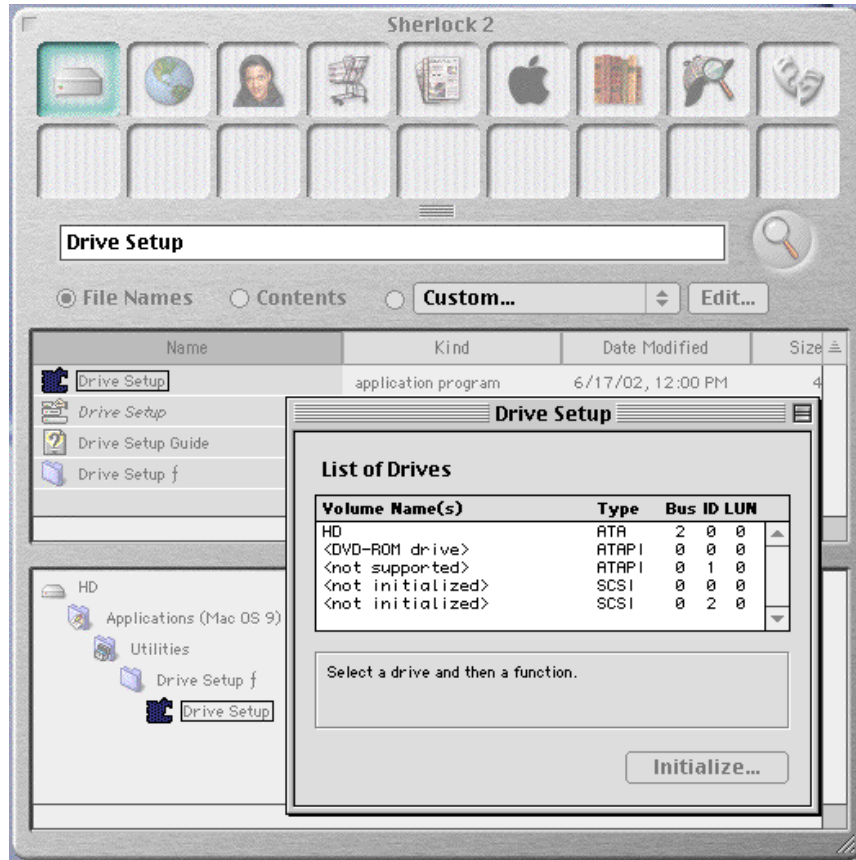 Sherlock 2
Drive Setup
File Names Contents Custom... Edit...
Name Kind Date Modified Size
Drive Setup application program 6/17/02, 12:00 PM 4
Drive Setup
Drive Setup Guide
Drive Setup ƒ
HD
Applications (Mac OS 9)
Utilities
Drive Setup ƒ
Drive Setup
Drive Setup
List of Drives
Volume Name(s) Type Bus ID LUN
HD ATA 2 0 0
<DVD-ROM drive> ATAPI 0 0 0
<not supported> ATAPI 0 1 0
<not initialized> SCSI 0 0 0
<not initialized> SCSI 0 2 0
Select a drive and then a function.
Initialize...